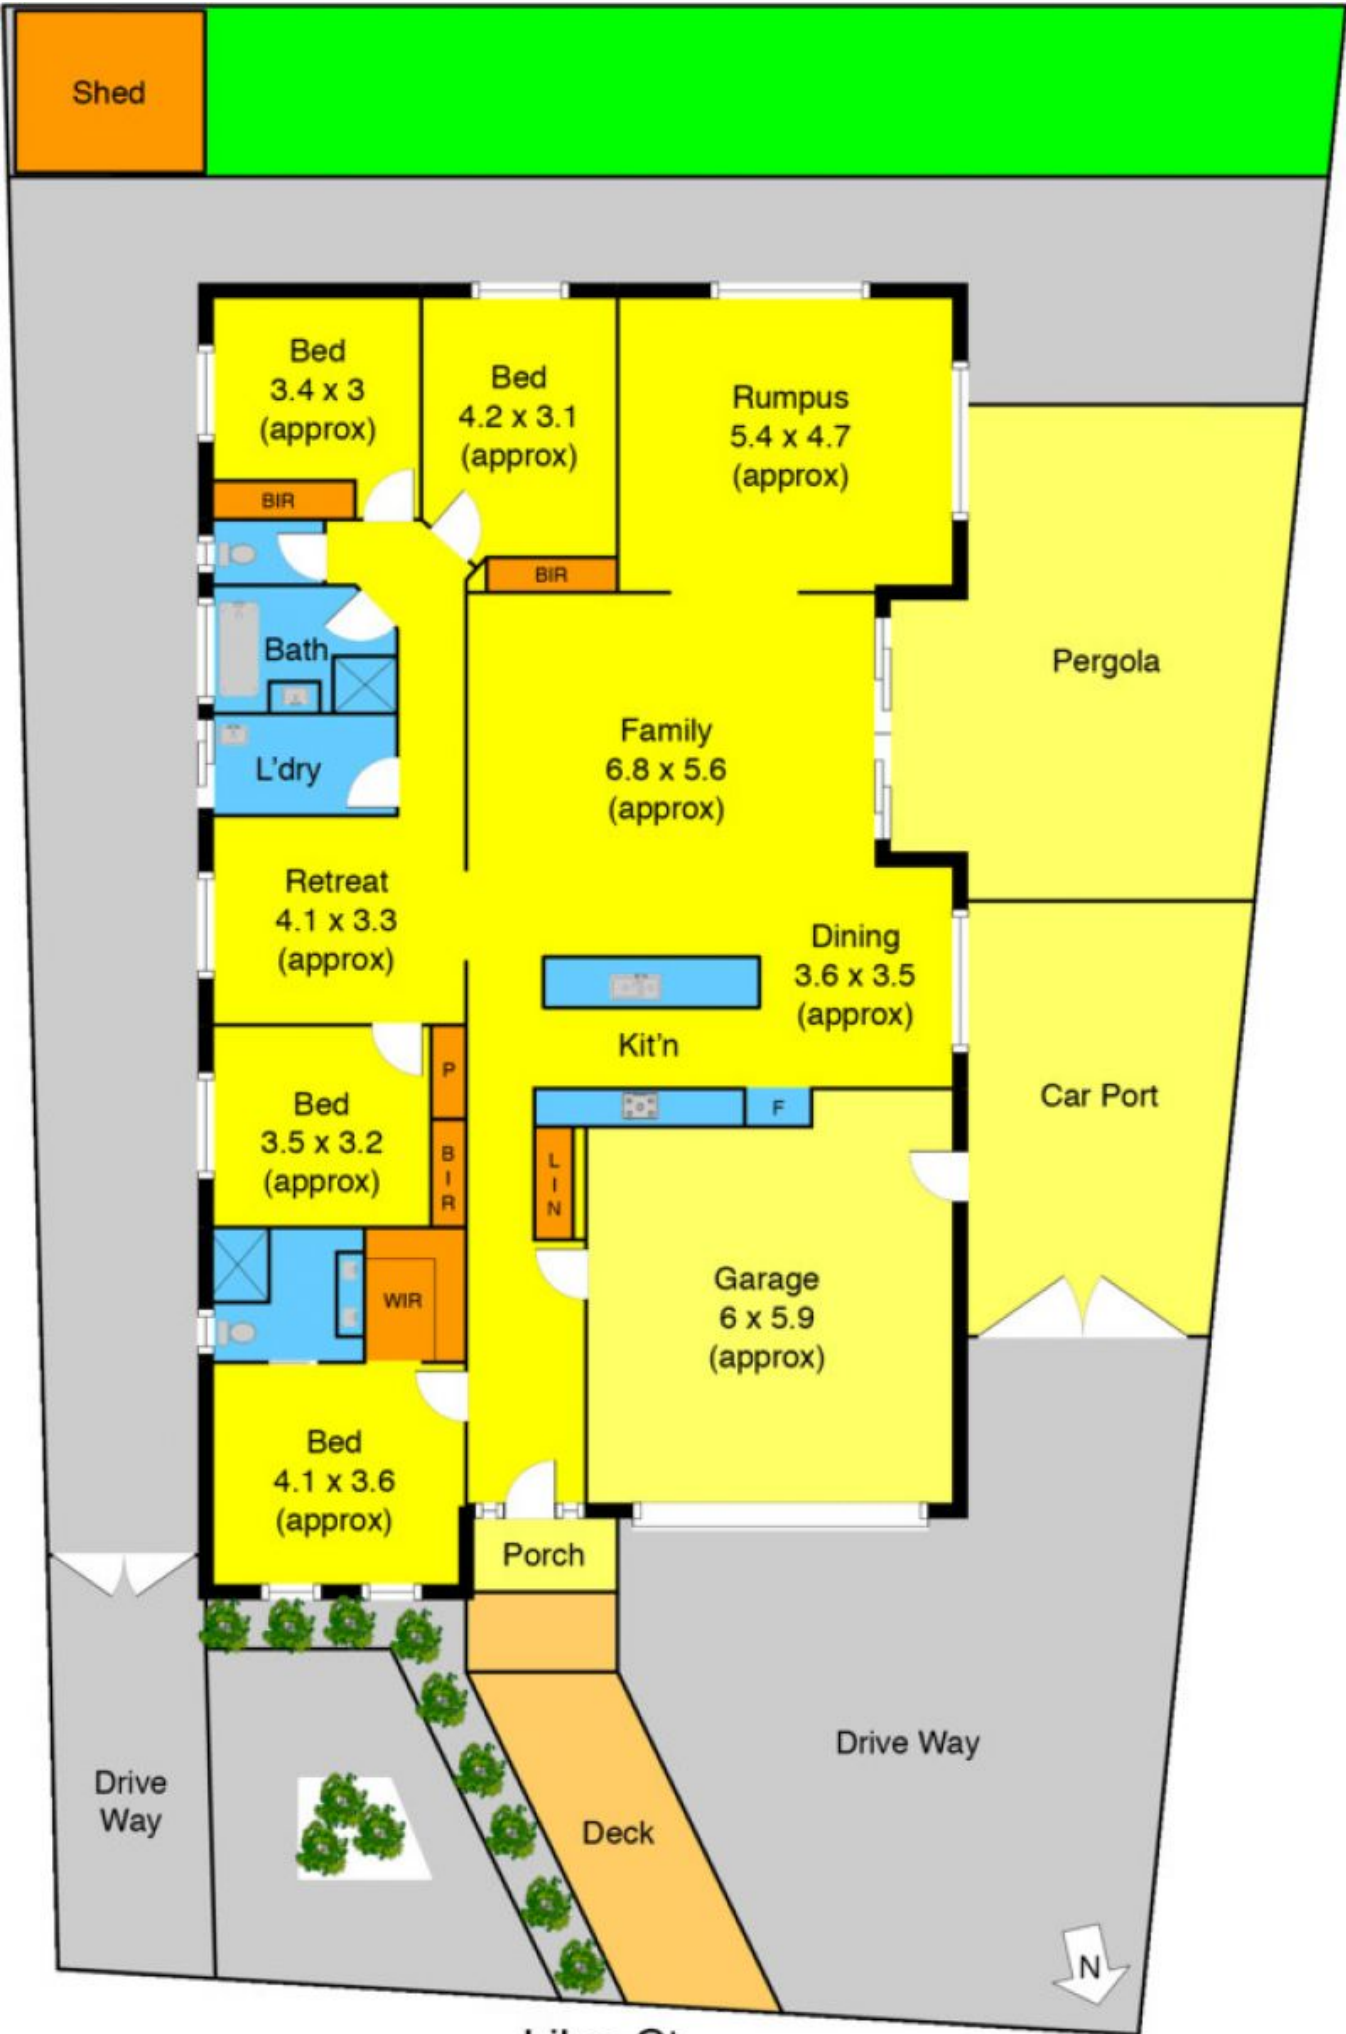 Shed
Bed
3.4 x 3
(approx)
Bed
4.2 x 3.1
(approx)
Rumpus
5.4 x 4.7
(approx)
BIR
BIR
Bath
Pergola
Family
6.8 x 5.6
(approx)
L'dry
Retreat
4.1 x 3.3
(approx)
Dining
3.6 x 3.5
(approx)
Kit'n
P
Bed
3.5 x 3.2
(approx)
F
Car Port
B
I
R
L
I
N
Garage
6 x 5.9
(approx)
WIR
Bed
4.1 x 3.6
(approx)
Porch
Drive Way
Drive
Way
Deck
N